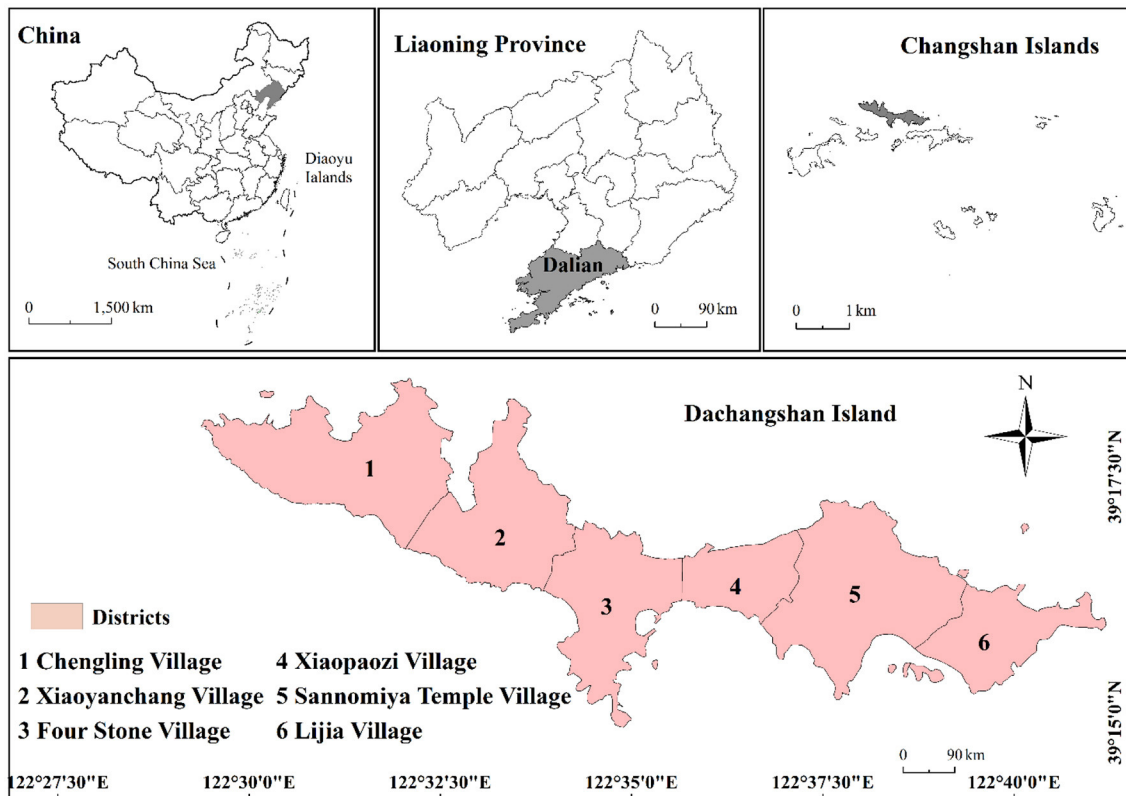 China
Diaoyu
Ialands
South China Sea
0 1,500 km
Liaoning Province
Dalian
0 90 km
Changshan Islands
0 1 km
Dachangshan Island
N
1
2
3
4
5
6
Districts
1 Chengling Village 4 Xiaopaozi Village
2 Xiaoyanchang Village 5 Sannomiya Temple Village
3 Four Stone Village 6 Lijia Village
0 90 km
39°17'30"N
39°15'0"N
122°27'30"E 122°30'0"E 122°32'30"E 122°35'0"E 122°37'30"E 122°40'0"E